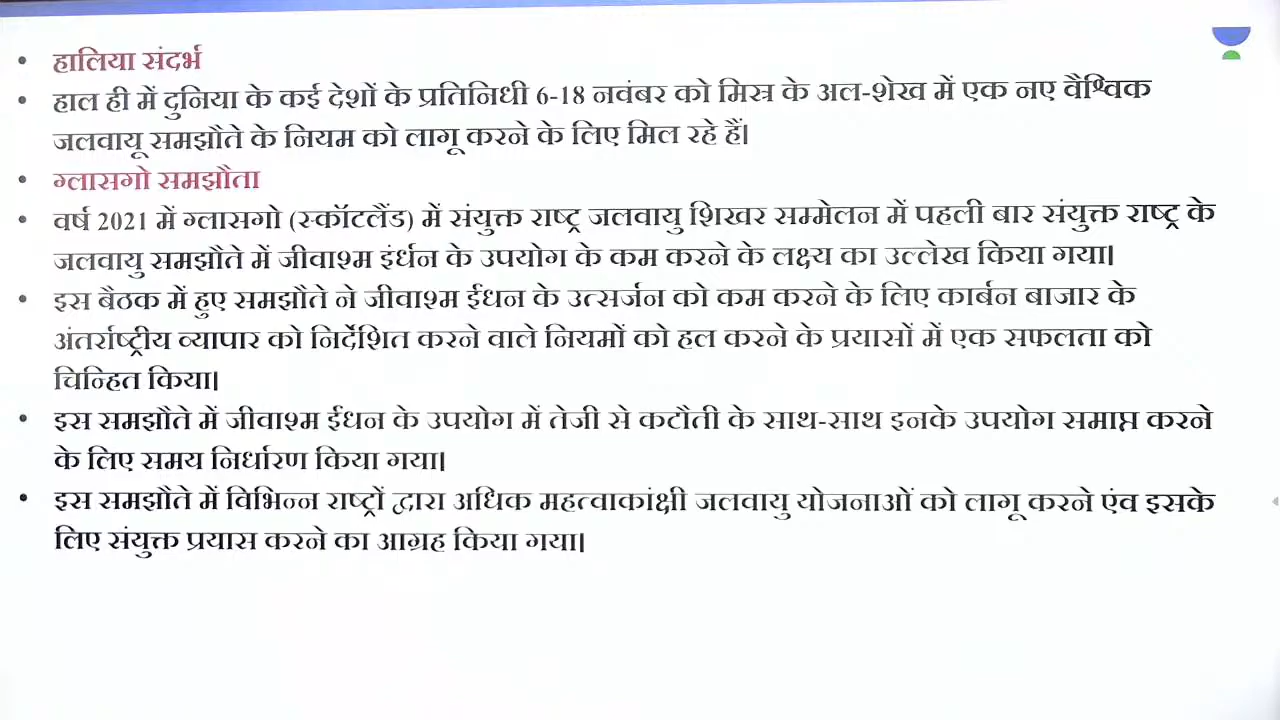 • हालिया संदर्भ
• हाल ही में दुनिया के कई देशों के प्रतिनिधी 6-18 नवंबर को मिस्र के अल-शेख में एक नए वैश्विक
जलवायू समझौते के नियम को लागू करने के लिए मिल रहे हैं।
• ग्लासगो समझौता
• वर्ष 2021 में ग्लासगो (स्कॉटलैंड) में संयुक्त राष्ट्र जलवायु शिखर सम्मेलन में पहली बार संयुक्त राष्ट्र के
जलवायु समझौते में जीवाश्म इंर्धन के उपयोग के कम करने के लक्ष्य का उल्लेख किया गया।
• इस बैठक में हुए समझौते ने जीवाश्म ईंधन के उत्सर्जन को कम करने के लिए कार्बन बाजार के
अंतर्राष्ट्रीय व्यापार को निर्देशित करने वाले नियमों को हल करने के प्रयासों में एक सफलता को
चिन्हित किया।
• इस समझौते में जीवाश्म ईंधन के उपयोग में तेजी से कटौती के साथ-साथ इनके उपयोग समाप्त करने
के लिए समय निर्धारण किया गया।
• इस समझौते में विभिन्न राष्ट्रों द्वारा अधिक महत्वाकांक्षी जलवायु योजनाओं को लागू करने एंव इसके
लिए संयुक्त प्रयास करने का आग्रह किया गया।